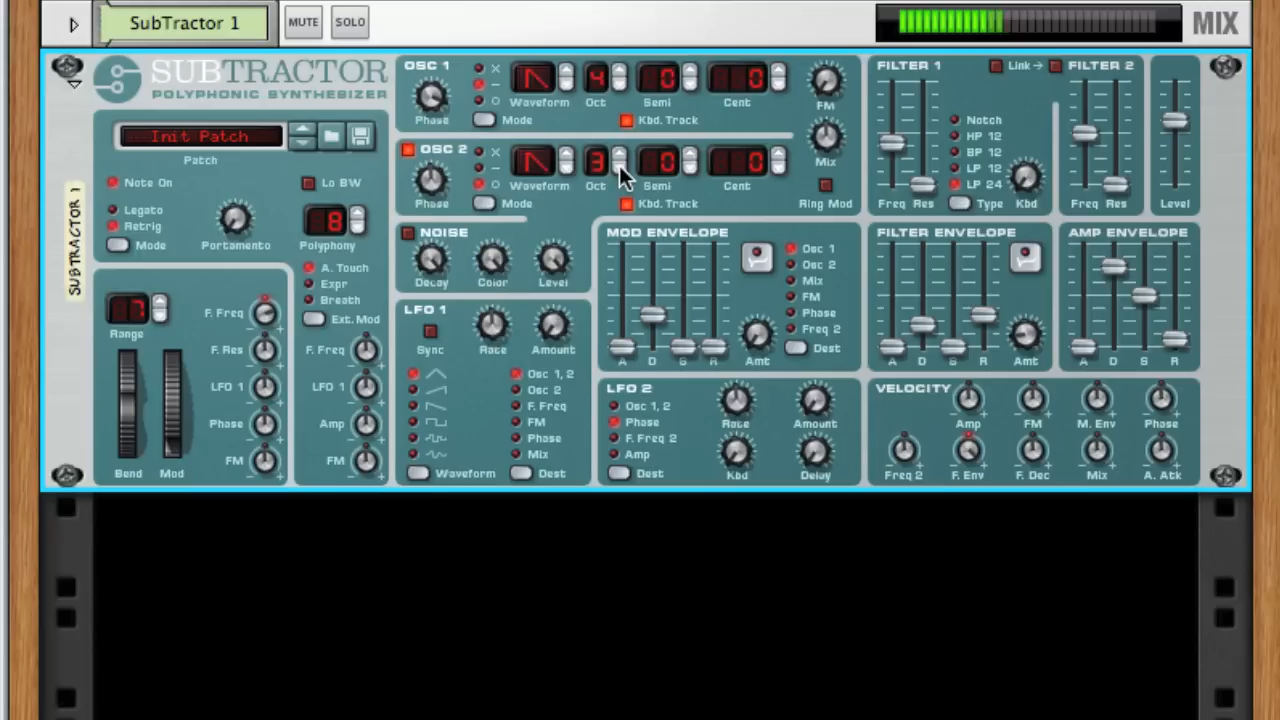 SubTractor 1
MUTE
SOLO
MIX
SUBTRACTOR
POLYPHONIC SYNTHESIZER
Init Patch
Patch
Note On
Lo BW
Legato
Retrig
Mode
Portamento
8
Polyphony
A. Touch
Expr
Breath
Ext. Mod
SUBTRACTOR 1
7
Range
F. Freq
F. Res
LFO 1
Phase
FM
Bend
Mod
F. Freq
LFO 1
Amp
FM
OSC 1
Phase
X
–
O
Mode
Waveform
4
Oct
0
Semi
0
Cent
Kbd. Track
FM
OSC 2
Phase
X
–
O
Mode
Waveform
3
Oct
0
Semi
0
Cent
Kbd. Track
Mix
Ring Mod
NOISE
Decay
Color
Level
LFO 1
Sync
Rate
Amount
Osc 1, 2
Osc 2
F. Freq
FM
Phase
Mix
Waveform
Dest
MOD ENVELOPE
A D S R
Amt
Osc 1
Osc 2
Mix
FM
Phase
Freq 2
Dest
LFO 2
Osc 1, 2
Phase
F. Freq 2
Amp
Dest
Rate
Amount
Kbd
Delay
FILTER 1
Link
FILTER 2
Notch
HP 12
BP 12
LP 12
LP 24
Freq Res
Type
Kbd
Freq Res
Level
FILTER ENVELOPE
A D S R
Amt
AMP ENVELOPE
A D S R
VELOCITY
Amp
FM
M. Env
Phase
Freq 2
F. Env
F. Dec
Mix
A. Atk